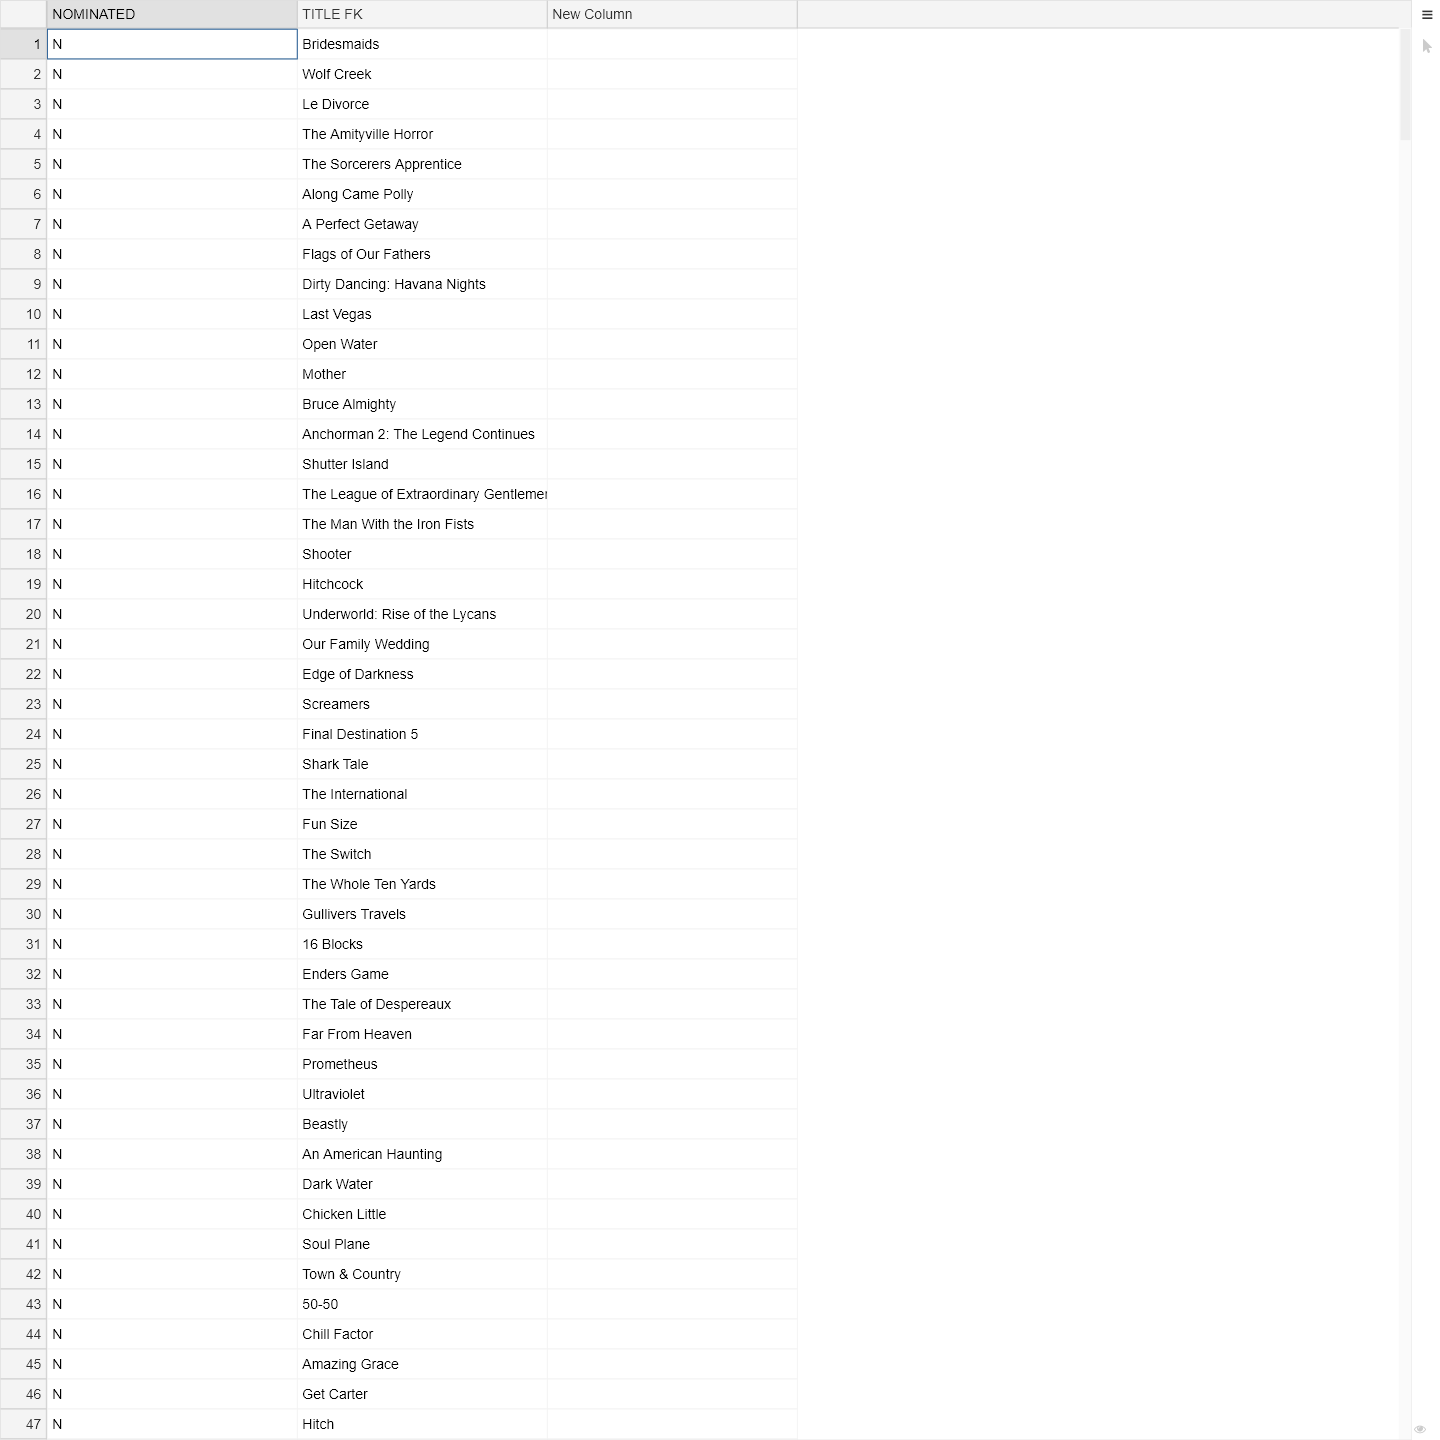 NOMINATED TITLE FK New Column
1 N Bridesmaids
2 N Wolf Creek
3 N Le Divorce
4 N The Amityville Horror
5 N The Sorcerers Apprentice
6 N Along Came Polly
7 N A Perfect Getaway
8 N Flags of Our Fathers
9 N Dirty Dancing: Havana Nights
10 N Last Vegas
11 N Open Water
12 N Mother
13 N Bruce Almighty
14 N Anchorman 2: The Legend Continues
15 N Shutter Island
16 N The League of Extraordinary Gentlemen
17 N The Man With the Iron Fists
18 N Shooter
19 N Hitchcock
20 N Underworld: Rise of the Lycans
21 N Our Family Wedding
22 N Edge of Darkness
23 N Screamers
24 N Final Destination 5
25 N Shark Tale
26 N The International
27 N Fun Size
28 N The Switch
29 N The Whole Ten Yards
30 N Gullivers Travels
31 N 16 Blocks
32 N Enders Game
33 N The Tale of Despereaux
34 N Far From Heaven
35 N Prometheus
36 N Ultraviolet
37 N Beastly
38 N An American Haunting
39 N Dark Water
40 N Chicken Little
41 N Soul Plane
42 N Town & Country
43 N 50-50
44 N Chill Factor
45 N Amazing Grace
46 N Get Carter
47 N Hitch